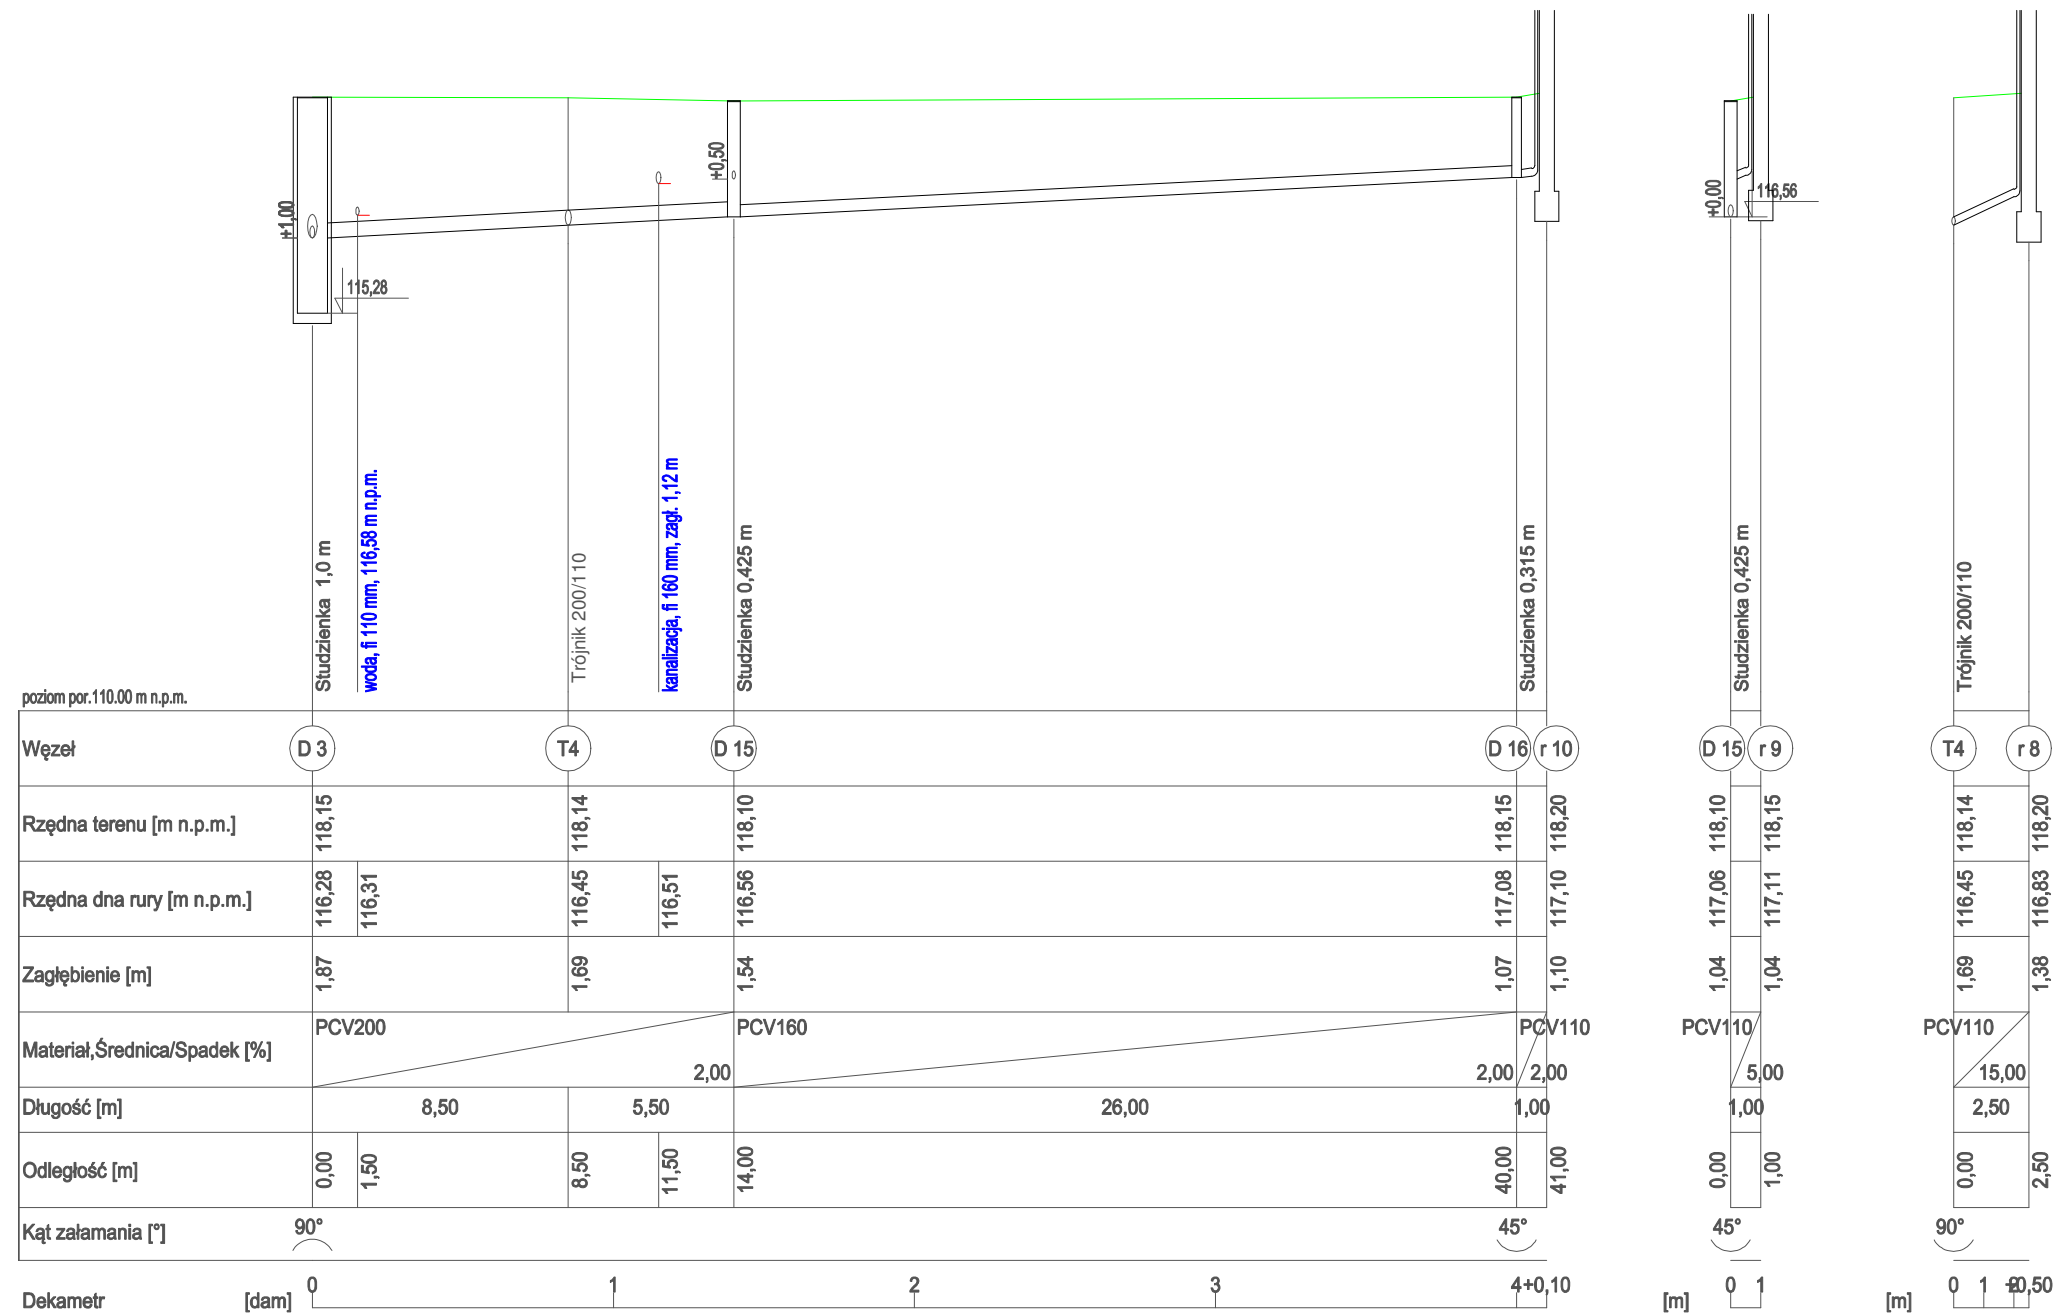 +1,00
115,28
+0,50
+0,00
116,56
Studzienka 1,0 m
woda, fi 110 mm, 116,58 m n.p.m.
Trójnik 200/110
kanalizacja, fi 160 mm, zagł. 1,12 m
Studzienka 0,425 m
Studzienka 0,315 m
Studzienka 0,425 m
Trójnik 200/110
poziom por.110.00 m n.p.m.
Węzeł D 3 T4 D 15 D 16 r 10 D 15 r 9 T4 r 8
Rzędna terenu [m n.p.m.] 118,15 118,14 118,10 118,15 118,20 118,10 118,15 118,14 118,20
Rzędna dna rury [m n.p.m.] 116,28 116,31 116,45 116,51 116,56 117,08 117,10 117,06 117,11 116,45 116,83
Zagłębienie [m] 1,87 1,69 1,54 1,07 1,10 1,04 1,04 1,69 1,38
PCV200 PCV160 PCV110 PCV110 PCV110
Materiał,Średnica/Spadek [%]
2,00 2,00 2,00 5,00 15,00
Długość [m] 8,50 5,50 26,00 1,00 1,00 2,50
Odległość [m] 0,00 1,50 8,50 11,50 14,00 40,00 41,00 0,00 1,00 0,00 2,50
Kąt załamania [°] 90° 45° 45° 90°
Dekametr [dam] 0 1 2 3 4+0,10 [m] 0 1 [m] 0 1 2+0,50